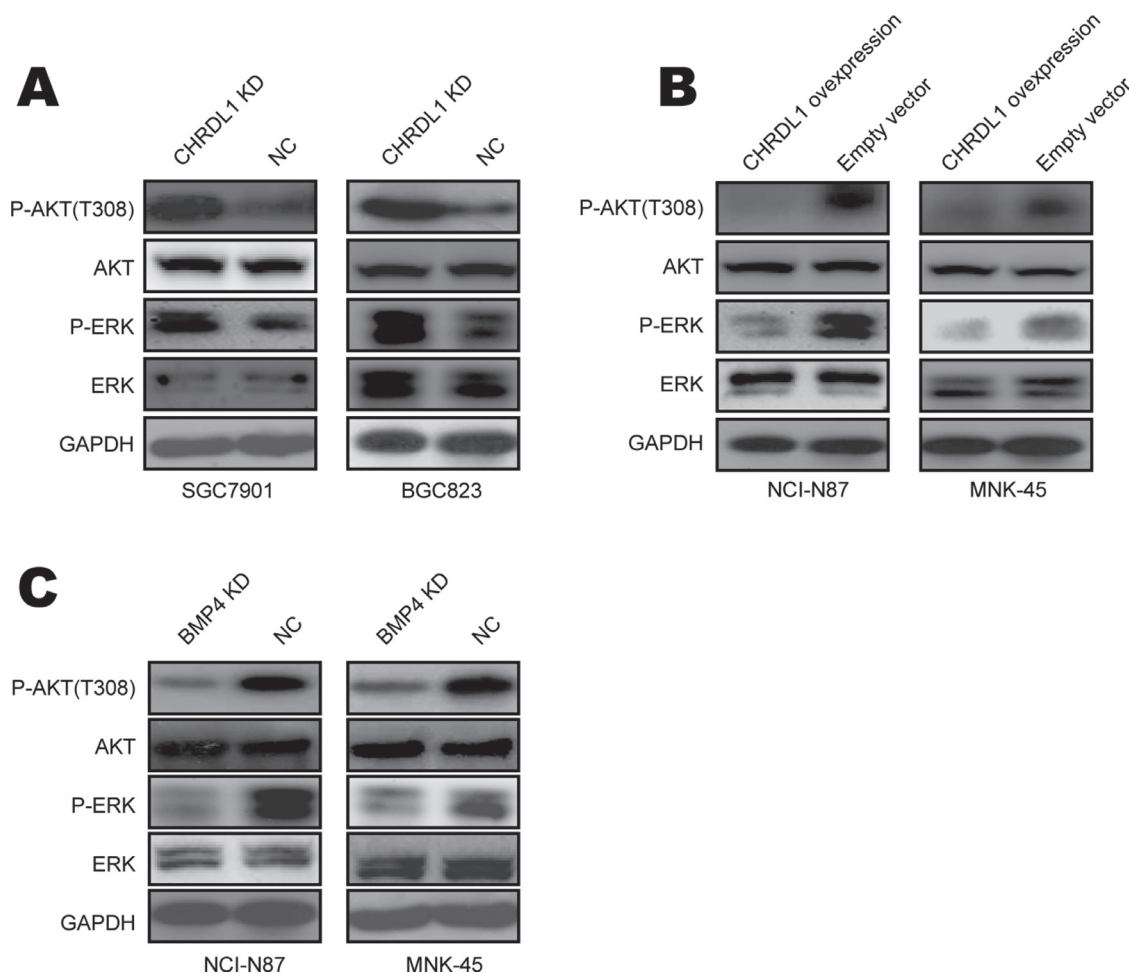 A
CHRDL1 KD
NC
CHRDL1 KD
NC
P-AKT(T308)
AKT
P-ERK
ERK
GAPDH
SGC7901
BGC823
B
CHRDL1 ovexpression
Empty vector
CHRDL1 ovexpression
Empty vector
P-AKT(T308)
AKT
P-ERK
ERK
GAPDH
NCI-N87
MNK-45
C
BMP4 KD
NC
BMP4 KD
NC
P-AKT(T308)
AKT
P-ERK
ERK
GAPDH
NCI-N87
MNK-45